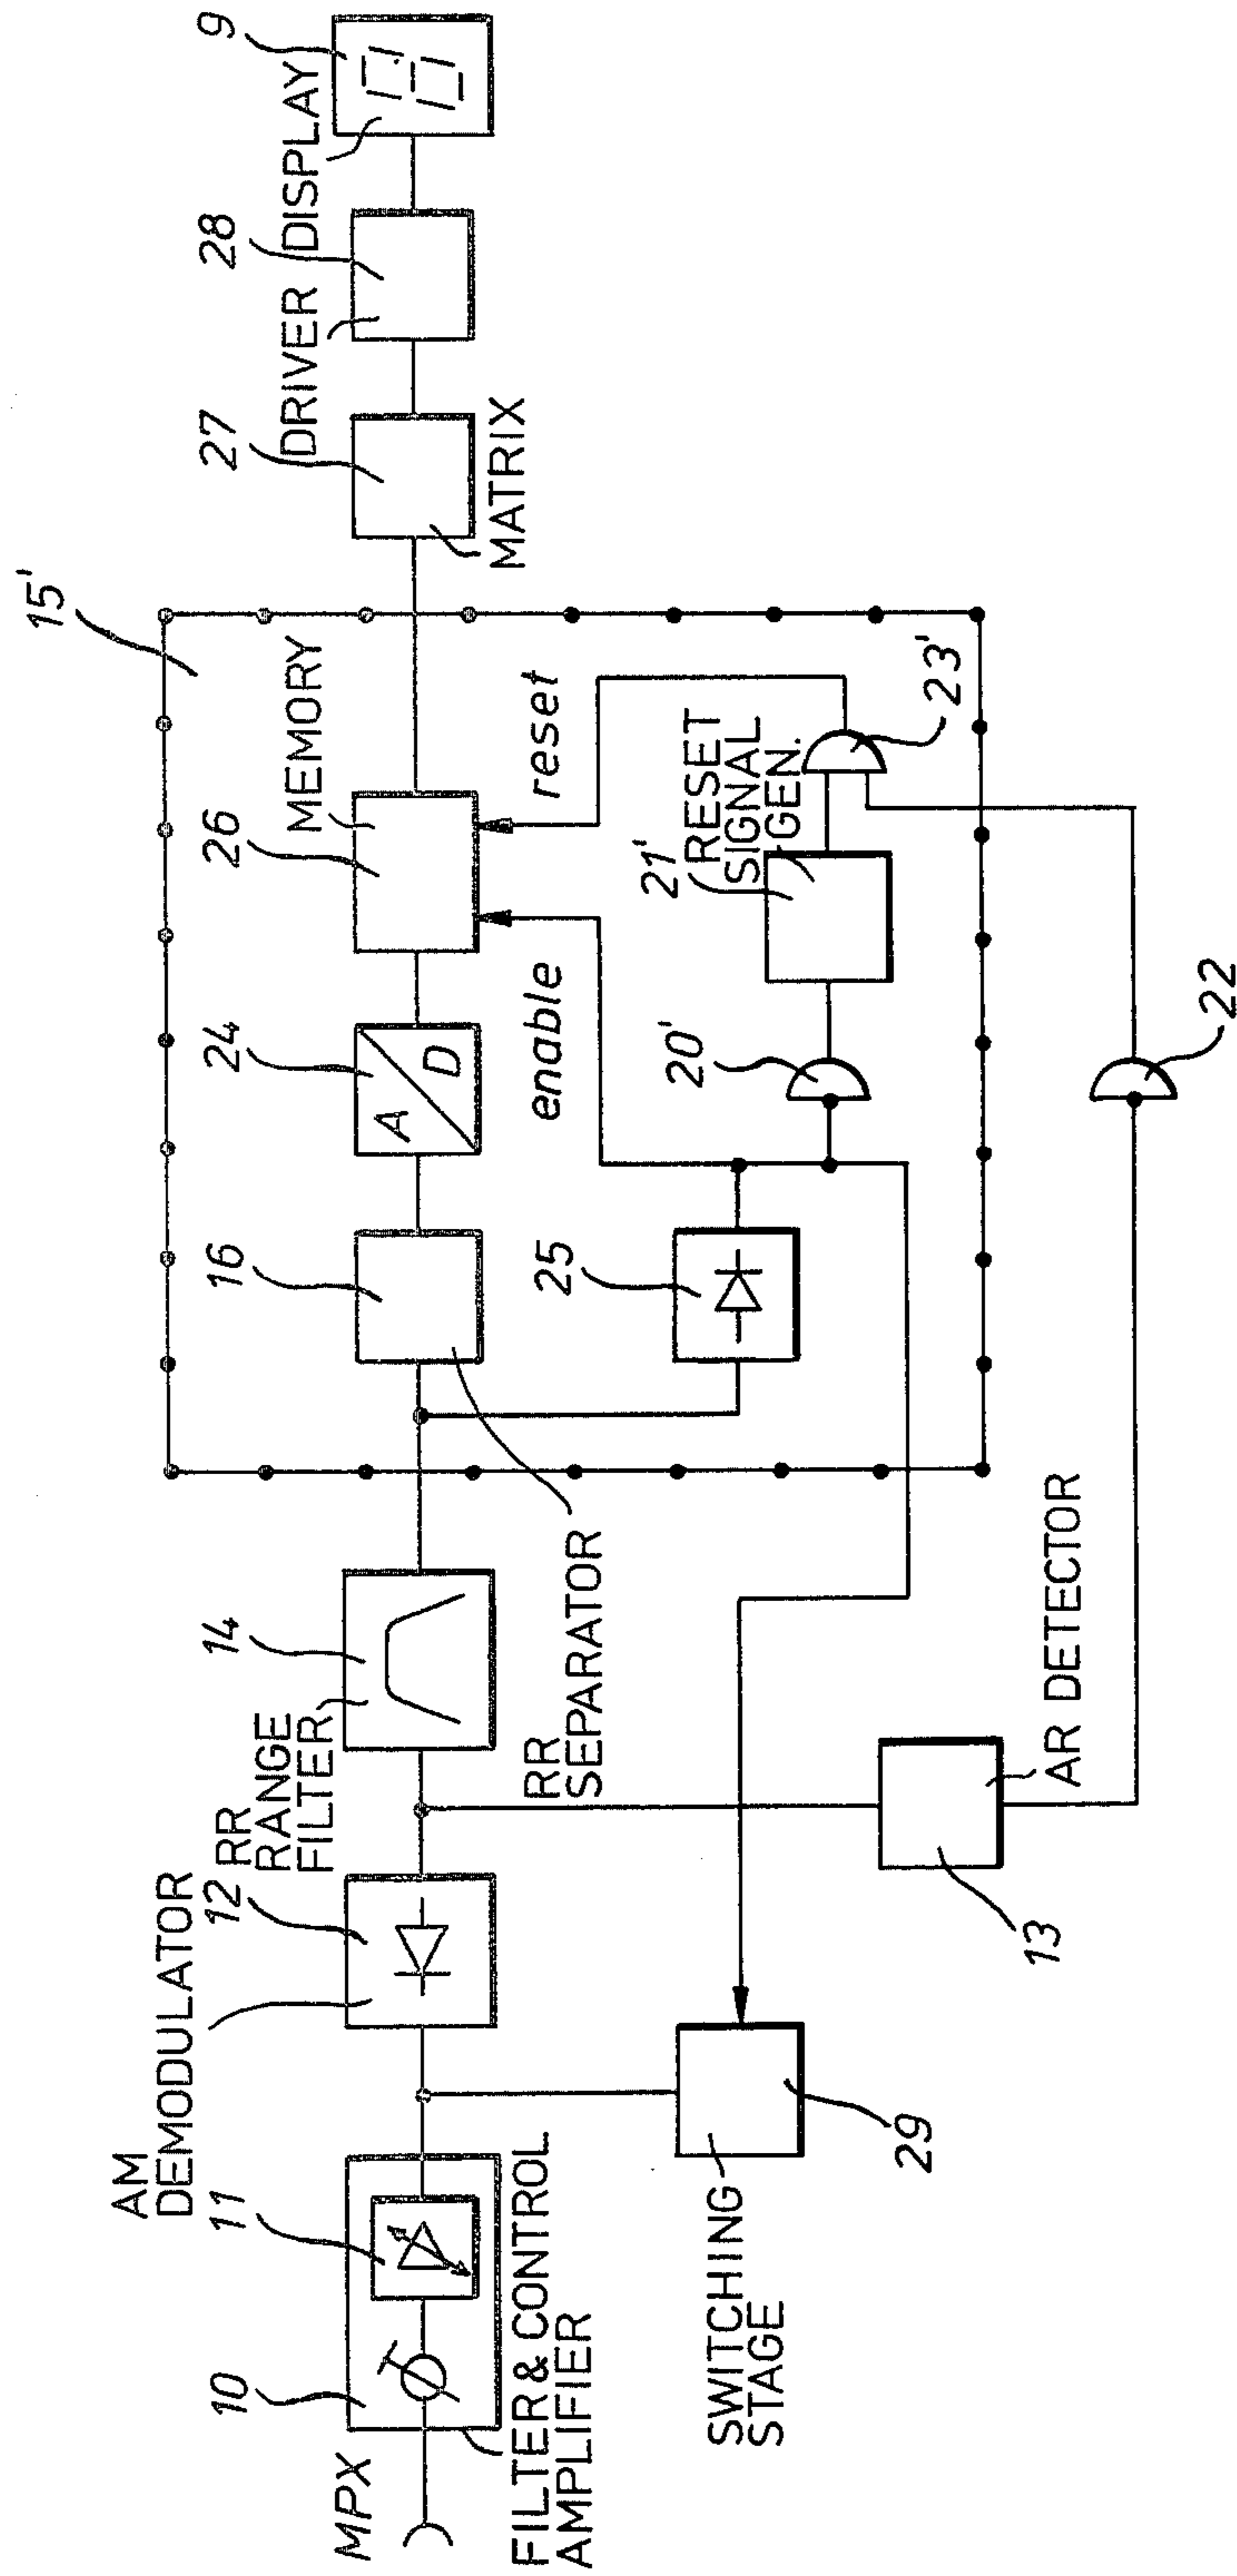 MPX
10
11
FILTER & CONTROL
AMPLIFIER
AM
DEMODULATOR
12
RR
RANGE
FILTER
14
RR
SEPARATOR
SWITCHING
STAGE
29
13
AR DETECTOR
15'
16
24
A
D
26
MEMORY
enable
reset
25
20'
21'
RESET
SIGNAL
GEN.
23'
22
27
MATRIX
28
DRIVER
DISPLAY
9
8